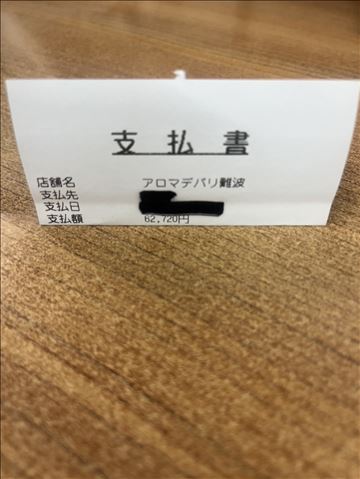 支払書
店舗名 アロマデパリ難波
支払先
支払日
支払額 62,720円